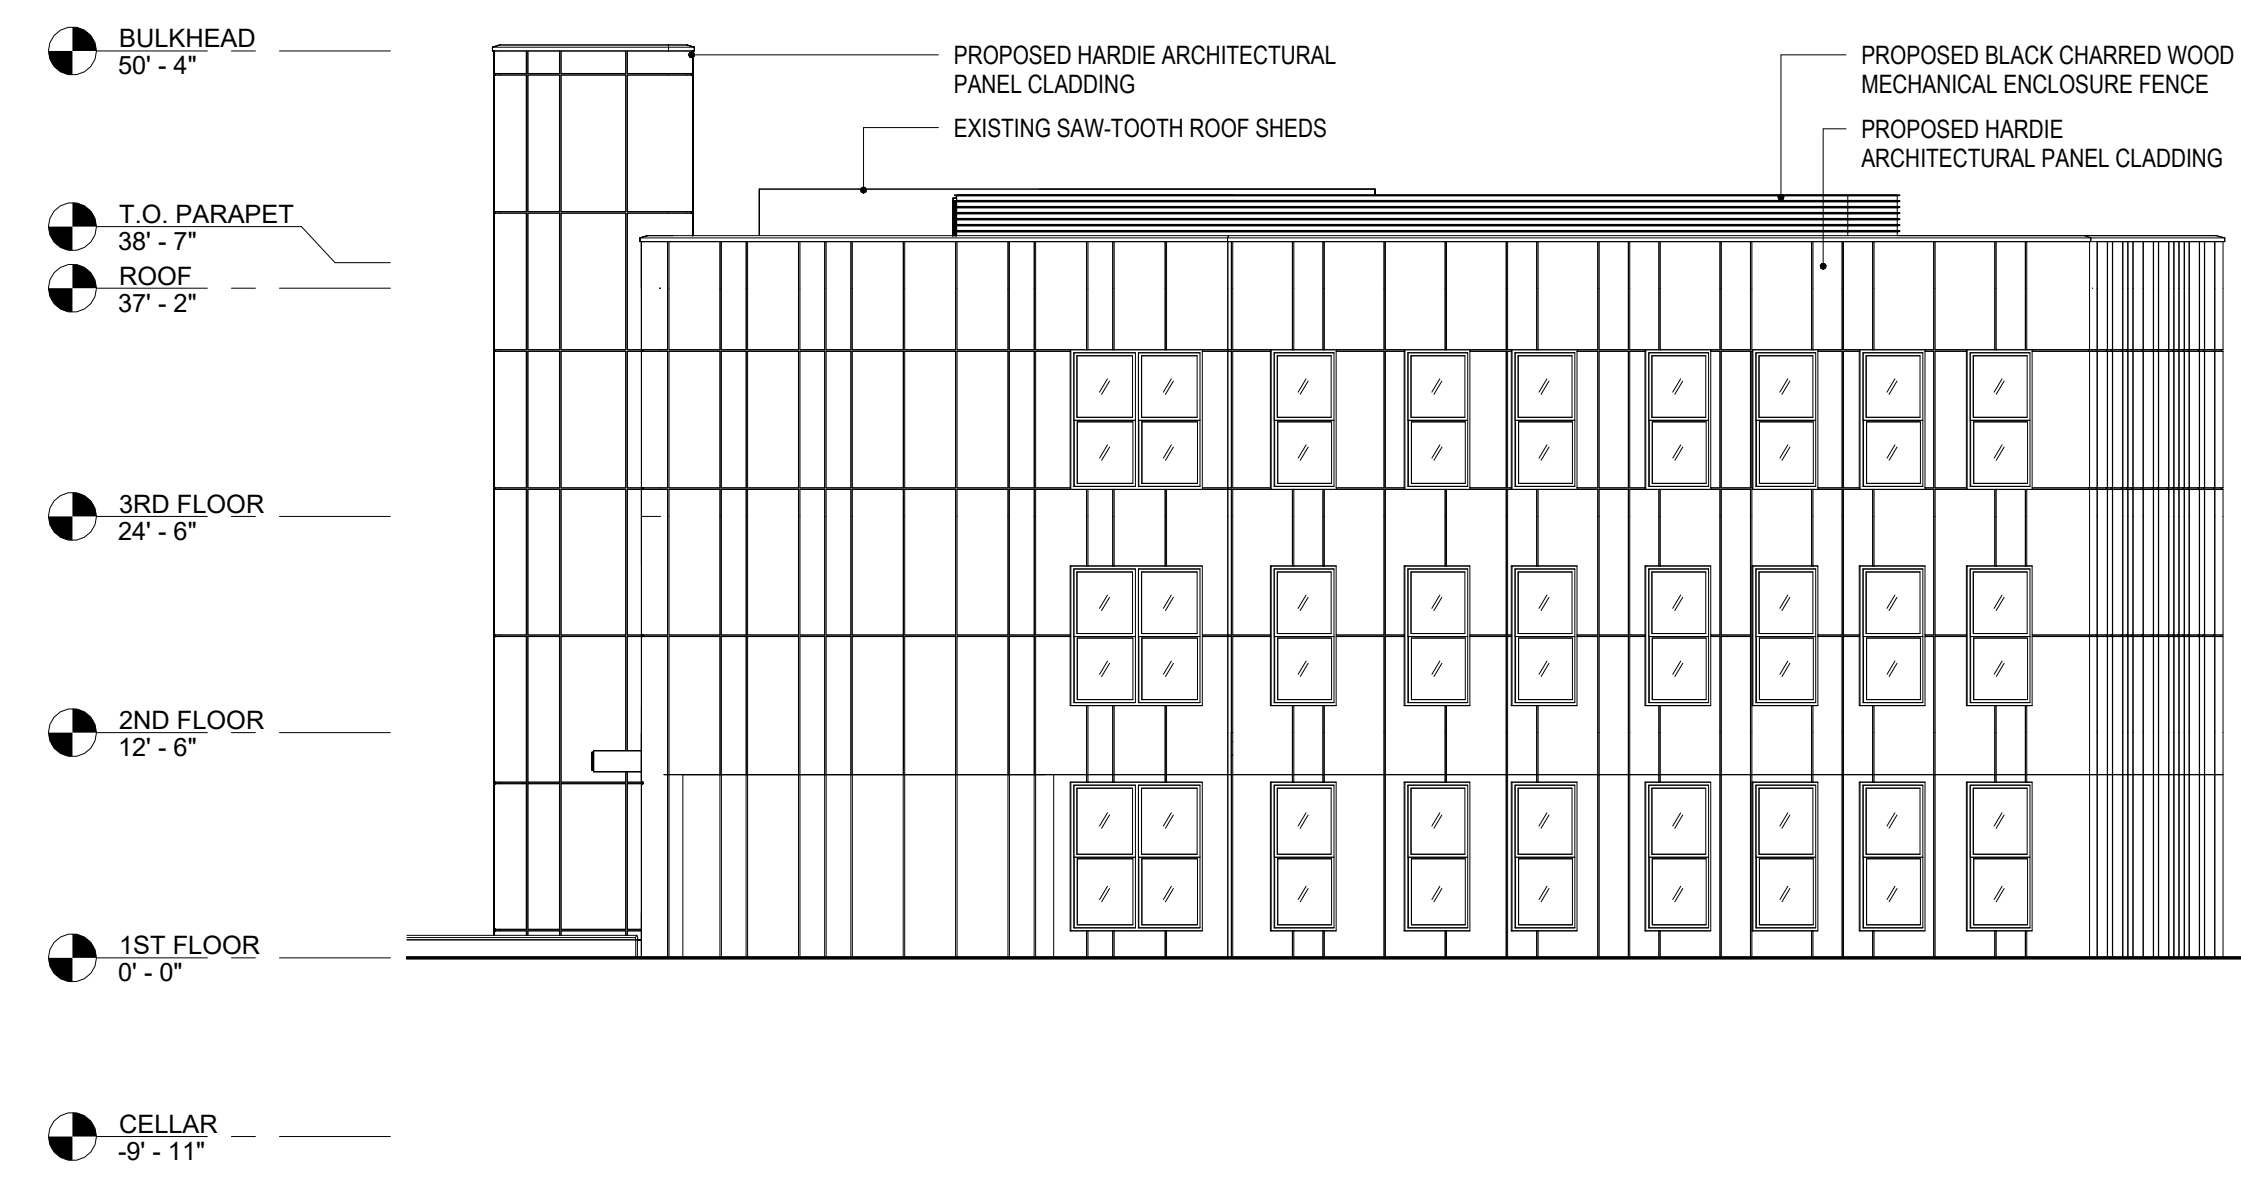 BULKHEAD
50' - 4"
T.O. PARAPET
38' - 7"
ROOF
37' - 2"
3RD FLOOR
24' - 6"
2ND FLOOR
12' - 6"
1ST FLOOR
0' - 0"
CELLAR
-9' - 11"
PROPOSED HARDIE ARCHITECTURAL
PANEL CLADDING
EXISTING SAW-TOOTH ROOF SHEDS
PROPOSED BLACK CHARRED WOOD
MECHANICAL ENCLOSURE FENCE
PROPOSED HARDIE
ARCHITECTURAL PANEL CLADDING